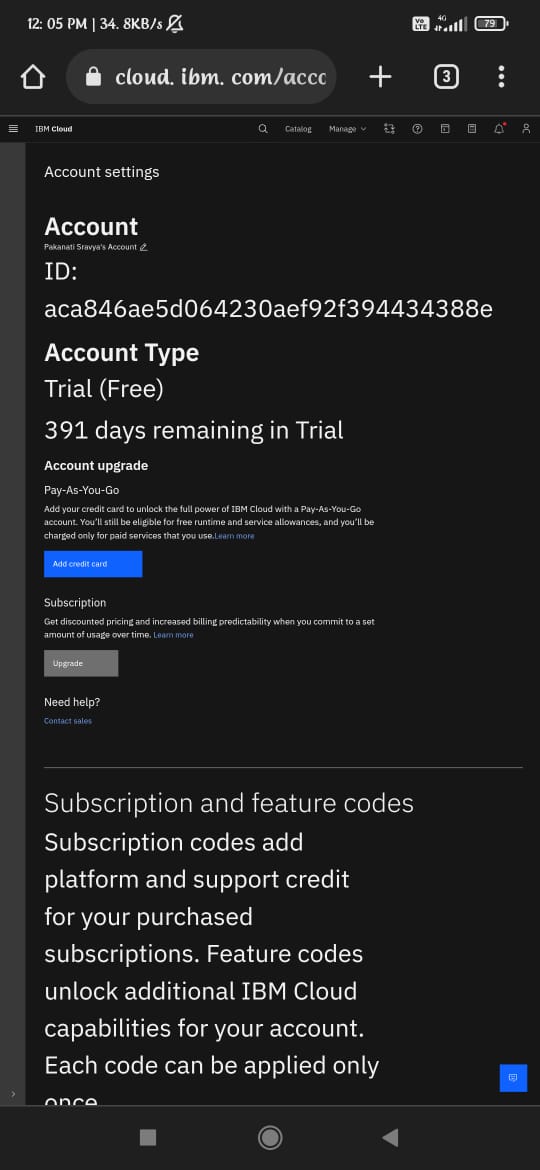 12: 05 PM | 34. 8KB/s
Vo LTE 4G 79
cloud. ibm. com/acco
3
IBM Cloud Catalog Manage
Account settings
Account
Pakanati Sravya's Account
ID:
aca846ae5d064230aef92f394434388e
Account Type
Trial (Free)
391 days remaining in Trial
Account upgrade
Pay-As-You-Go
Add your credit card to unlock the full power of IBM Cloud with a Pay-As-You-Go
account. You'll still be eligible for free runtime and service allowances, and you'll be
charged only for paid services that you use.Learn more
Add credit card
Subscription
Get discounted pricing and increased billing predictability when you commit to a set
amount of usage over time. Learn more
Upgrade
Need help?
Contact sales
Subscription and feature codes
Subscription codes add
platform and support credit
for your purchased
subscriptions. Feature codes
unlock additional IBM Cloud
capabilities for your account.
Each code can be applied only
once